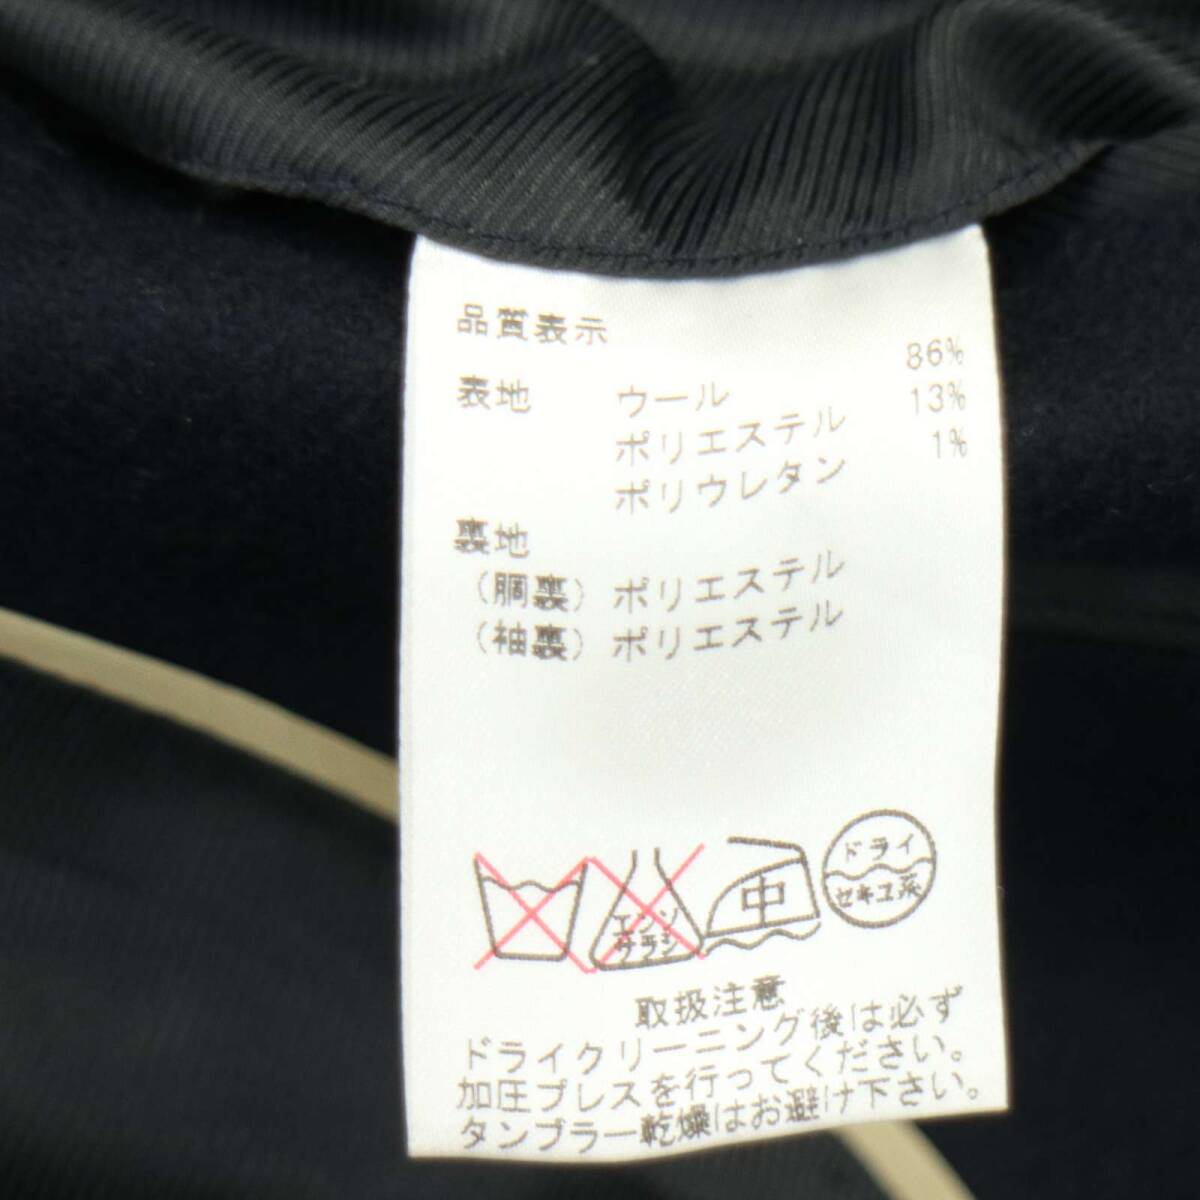 品質表示
表地 ウール 86%
ポリエステル 13%
ポリウレタン 1%
裏地
(胴裏) ポリエステル
(袖裏) ポリエステル
エンソ
サラシ
中
ドライ
セキユ系
取扱注意
ドライクリーニング後は必ず
加圧プレスを行ってください。
タンブラー乾燥はお避け下さい。